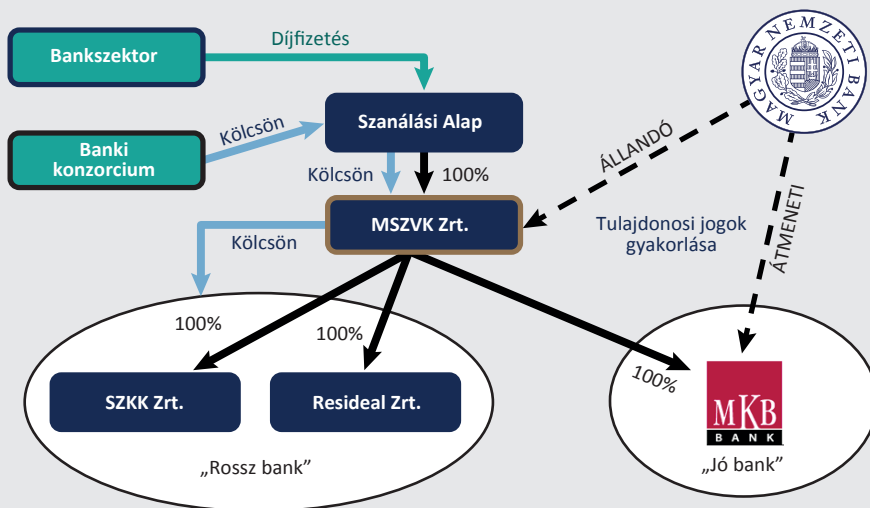 Bankszektor
Díjfizetés
MAGYAR NEMZETI BANK
Banki
konzorcium
Kölcsön
Szanálási Alap
Kölcsön
100%
ÁLLANDÓ
ÁTMENETI
MSZVK Zrt.
Tulajdonosi jogok
gyakorlása
Kölcsön
100%
100%
100%
SZKK Zrt.
Resideal Zrt.
MKB
BANK
„Rossz bank”
„Jó bank”